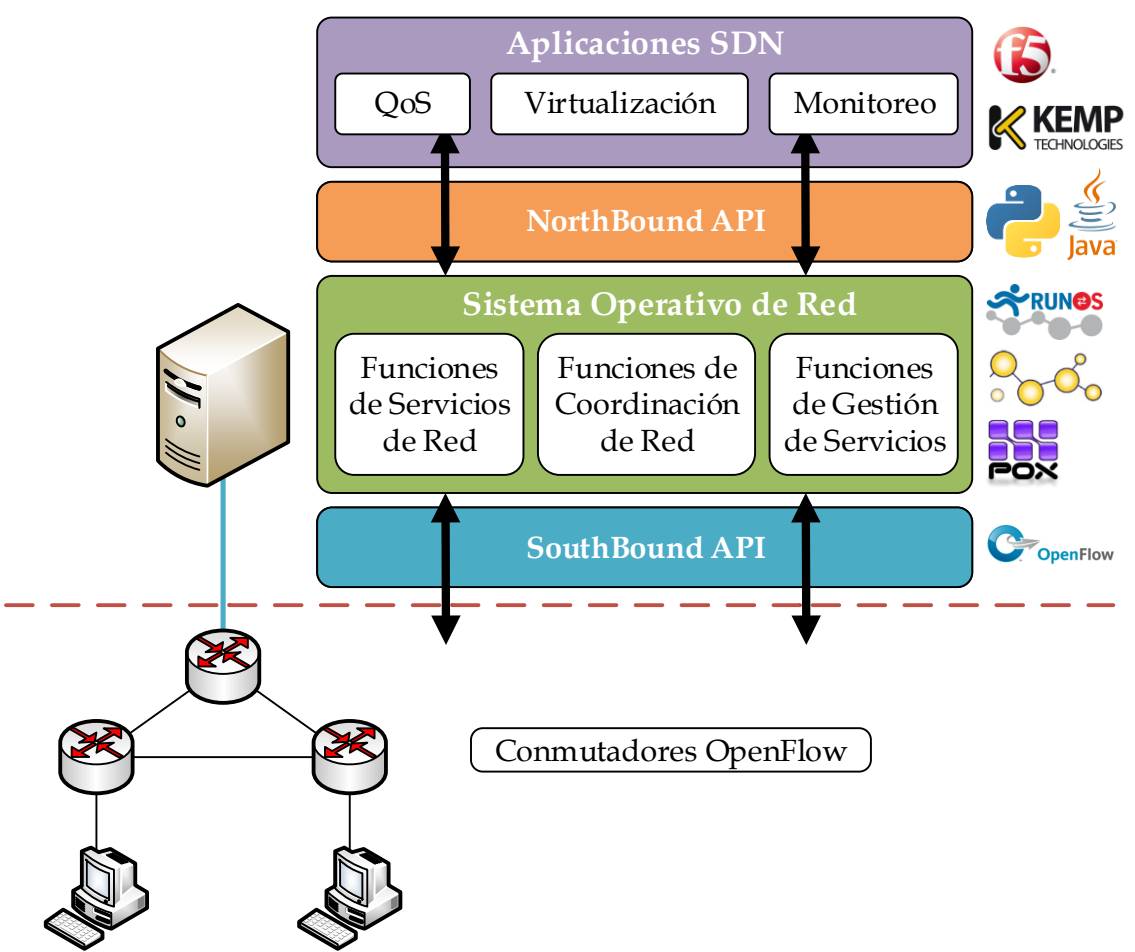 Aplicaciones SDN
QoS
Virtualización
Monitoreo
f5
KEMP
TECHNOLOGIES
NorthBound API
Java
Sistema Operativo de Red
Funciones
de Servicios
de Red
Funciones de
Coordinación
de Red
Funciones
de Gestión
de Servicios
RUNOS
POX
SouthBound API
OpenFlow
Conmutadores OpenFlow